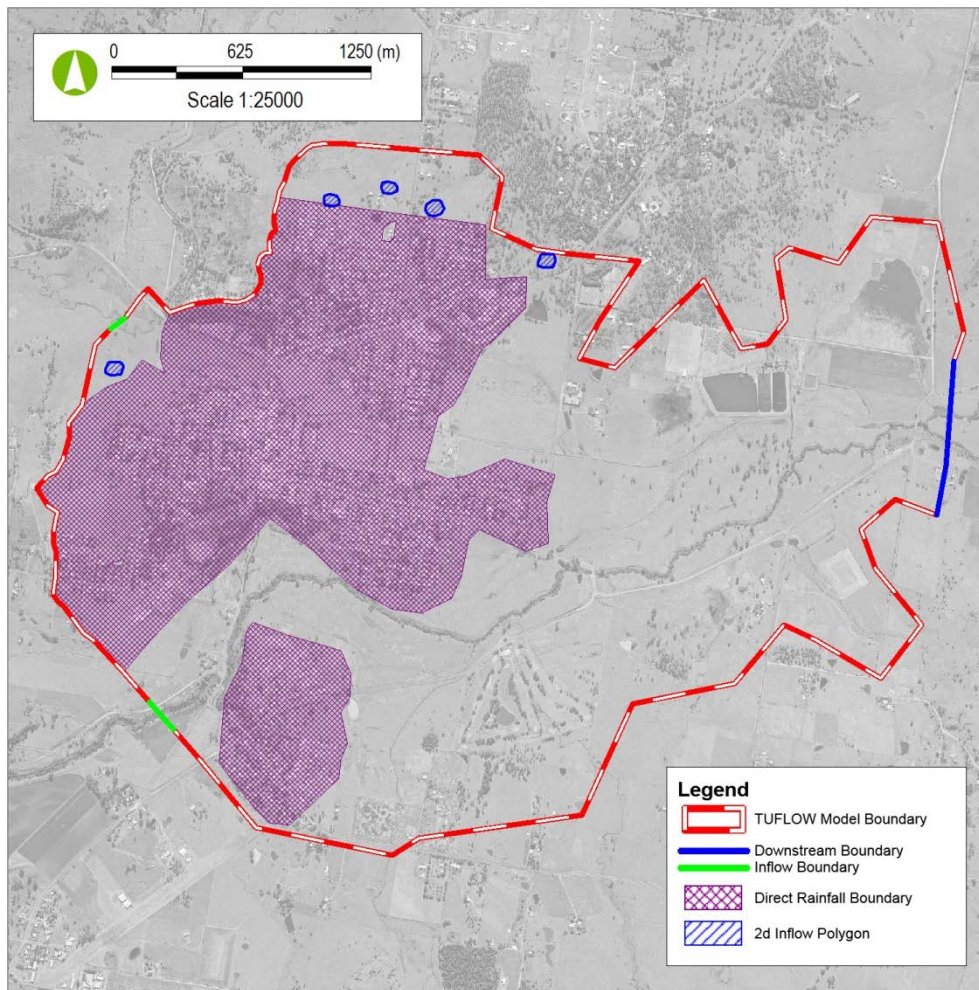 0 625 1250 (m)
Scale 1:25000
Legend
TUFLOW Model Boundary
Downstream Boundary
Inflow Boundary
Direct Rainfall Boundary
2d Inflow Polygon